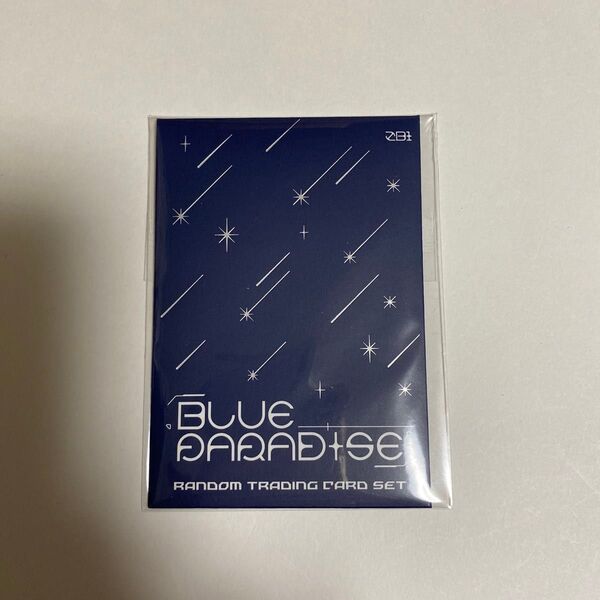 ZB1
BLUE
PARADISE
RANDOM TRADING CARD SET